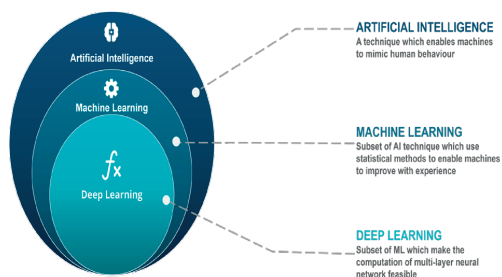 Artificial Intelligence
Machine Learning
fx
Deep Learning
ARTIFICIAL INTELLIGENCE
A technique which enables machines
to mimic human behaviour
MACHINE LEARNING
Subset of AI technique which use
statistical methods to enable machines
to improve with experience
DEEP LEARNING
Subset of ML which make the
computation of multi-layer neural
network feasible